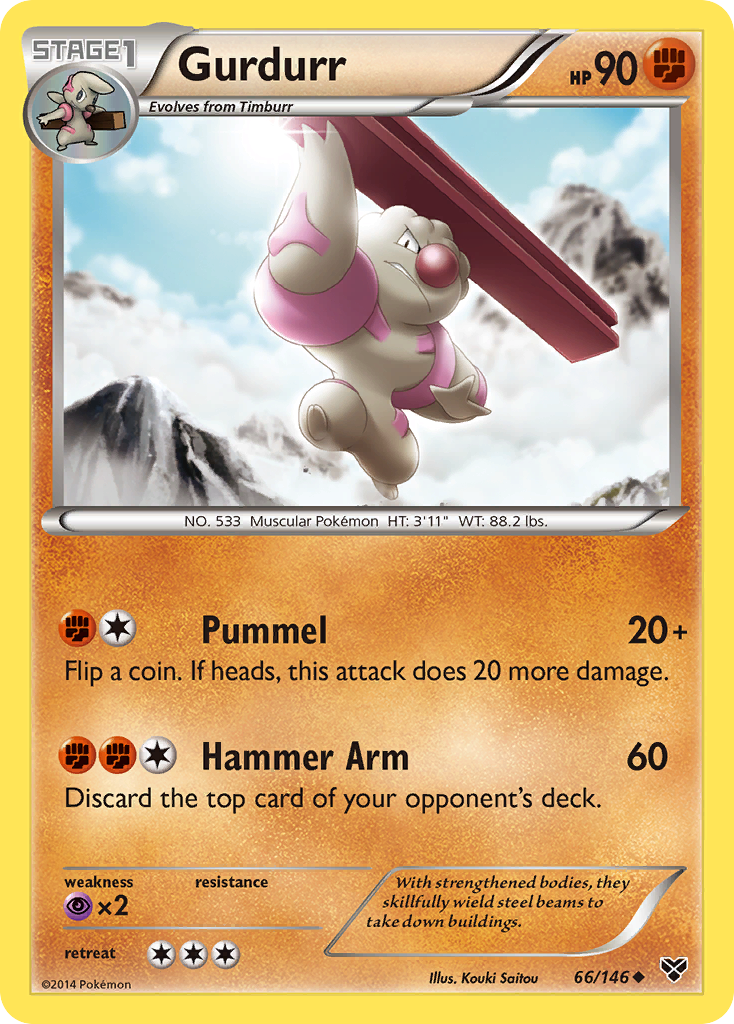 STAGE1
Gurdurr
HP 90
Evolves from Timburr
NO. 533 Muscular Pokémon HT: 3'11" WT: 88.2 lbs.
Pummel 20+
Flip a coin. If heads, this attack does 20 more damage.
Hammer Arm 60
Discard the top card of your opponent's deck.
weakness resistance
×2
retreat
With strengthened bodies, they
skillfully wield steel beams to
take down buildings.
©2014 Pokémon
Illus. Kouki Saitou 66/146